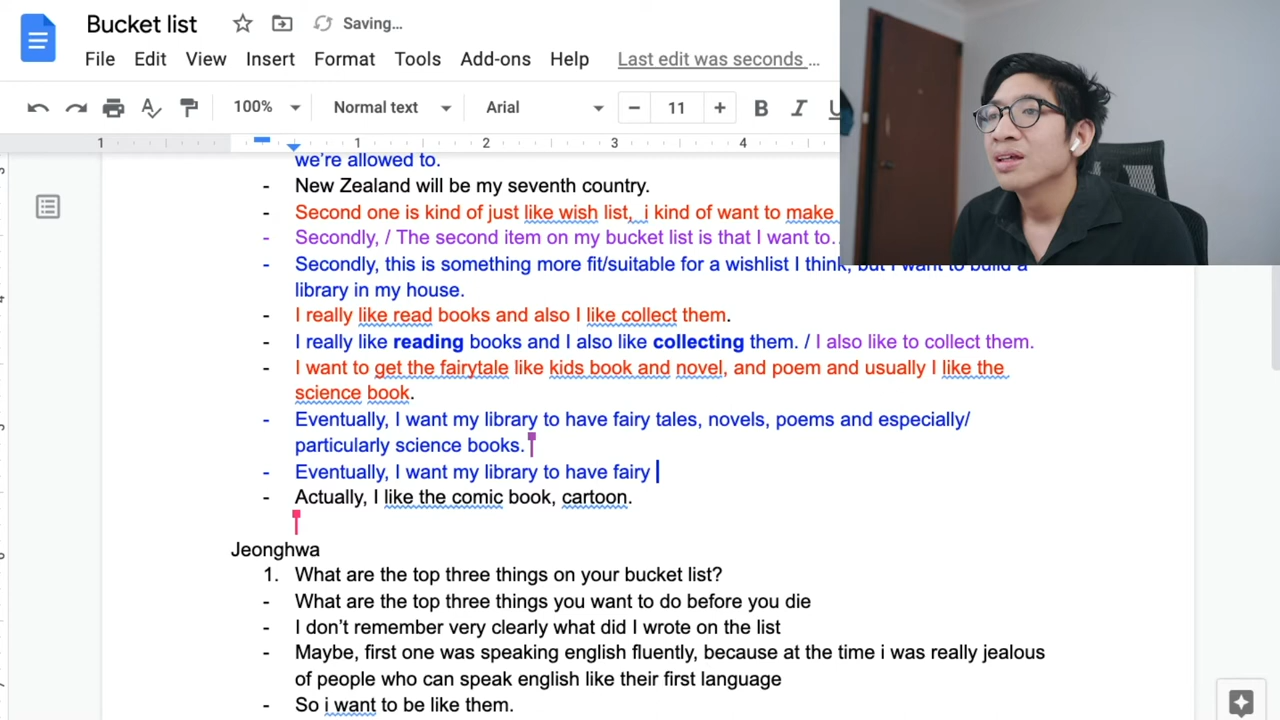 Bucket list
Saving…
File Edit View Insert Format Tools Add-ons Help Last edit was seconds …
100% Normal text Arial − 11 + B I U
1 1 2 3 4
we're allowed to.
- New Zealand will be my seventh country.
- Second one is kind of just like wish list, i kind of want to make
- Secondly, / The second item on my bucket list is that I want to..
- Secondly, this is something more fit/suitable for a wishlist I think, but I want to build a
library in my house.
- I really like read books and also I like collect them.
- I really like reading books and I also like collecting them. / I also like to collect them.
- I want to get the fairytale like kids book and novel, and poem and usually I like the
science book.
- Eventually, I want my library to have fairy tales, novels, poems and especially/
particularly science books.
- Eventually, I want my library to have fairy
- Actually, I like the comic book, cartoon.
Jeonghwa
1. What are the top three things on your bucket list?
- What are the top three things you want to do before you die
- I don't remember very clearly what did I wrote on the list
- Maybe, first one was speaking english fluently, because at the time i was really jealous
of people who can speak english like their first language
- So i want to be like them.